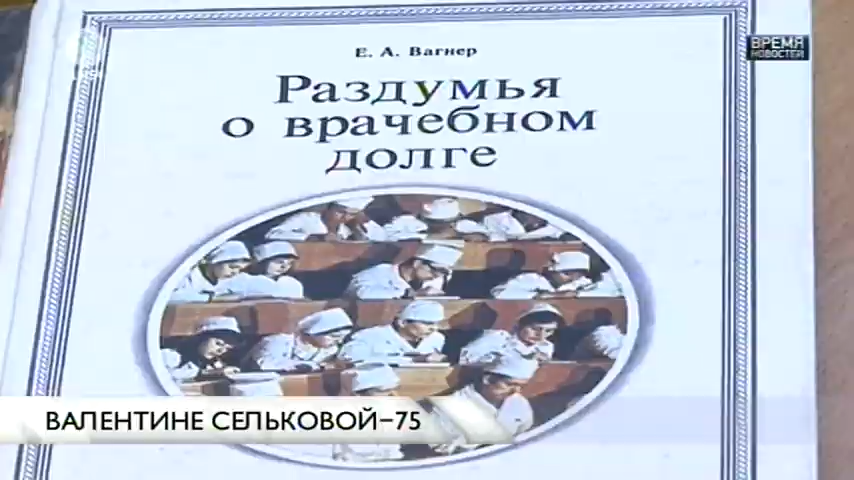 Е. А. Вагнер
Раздумья
о врачебном
долге
ВРЕМЯ
НОВОСТЕЙ
ВАЛЕНТИНЕ СЕЛЬКОВОЙ–75